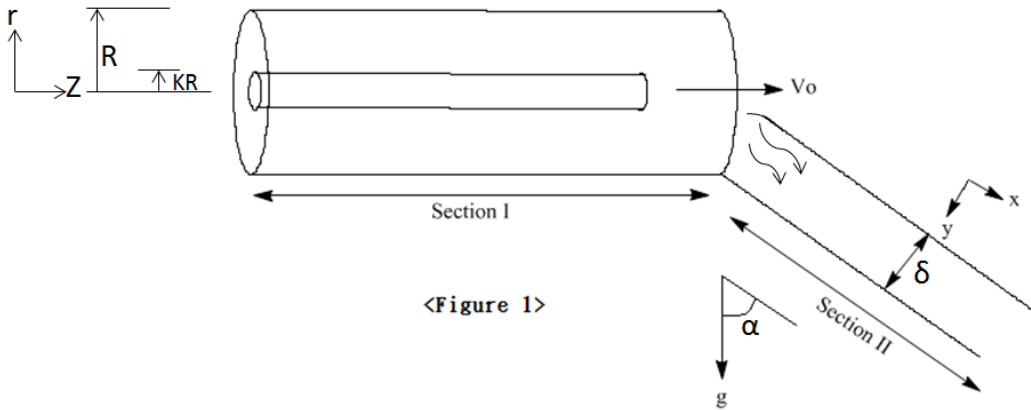 r
R
KR
Z
Vo
Section I
x
y
δ
<Figure 1>
α
Section II
g